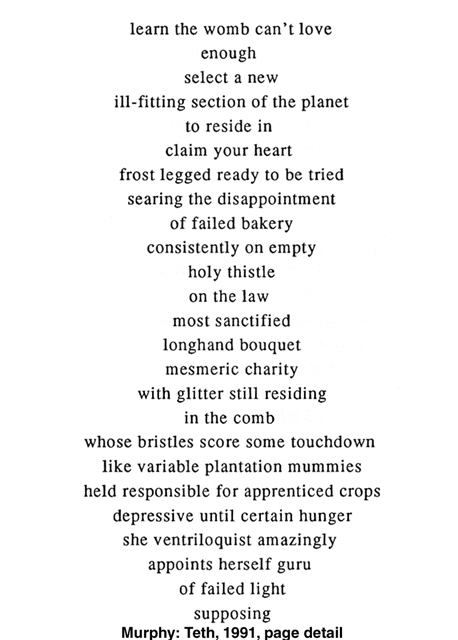 learn the womb can't love
enough
select a new
ill-fitting section of the planet
to reside in
claim your heart
frost legged ready to be tried
searing the disappointment
of failed bakery
consistently on empty
holy thistle
on the law
most sanctified
longhand bouquet
mesmeric charity
with glitter still residing
in the comb
whose bristles score some touchdown
like variable plantation mummies
held responsible for apprenticed crops
depressive until certain hunger
she ventriloquist amazingly
appoints herself guru
of failed light
supposing
Murphy: Teth, 1991, page detail